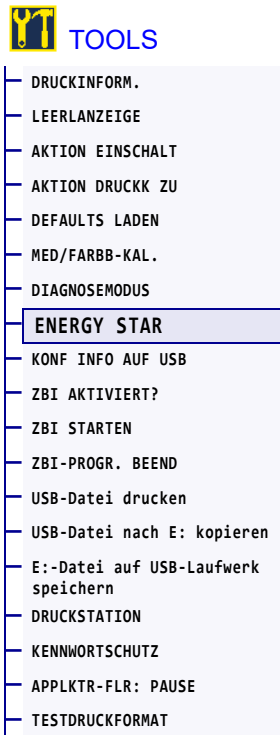 TOOLS
DRUCKINFORM.
LEERLANZEIGE
AKTION EINSCHALT
AKTION DRUCKK ZU
DEFAULTS LADEN
MED/FARBB-KAL.
DIAGNOSEMODUS
ENERGY STAR
KONF INFO AUF USB
ZBI AKTIVIERT?
ZBI STARTEN
ZBI-PROGR. BEEND
USB-Datei drucken
USB-Datei nach E: kopieren
E:-Datei auf USB-Laufwerk
speichern
DRUCKSTATION
KENNWORTSCHUTZ
APPLKTR-FLR: PAUSE
TESTDRUCKFORMAT